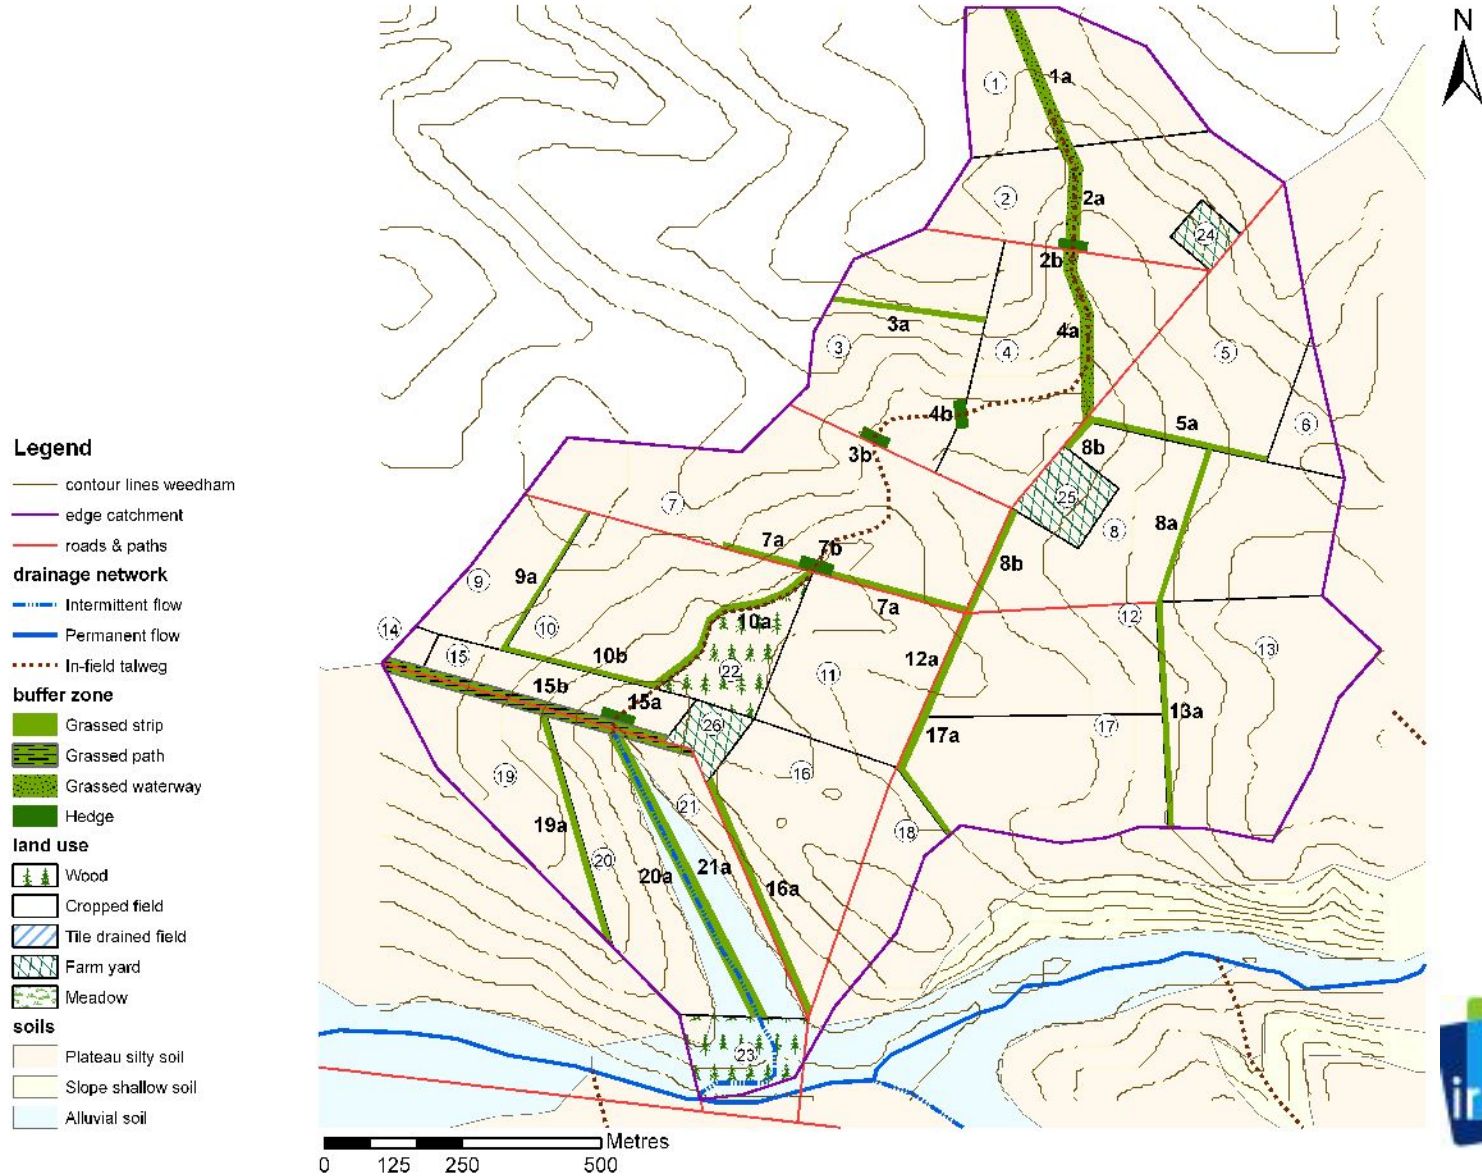 N
1
1a
2
2a
24
2b
3a
3
4
4a
5
4b
5a
6
3b
8b
25
7
8
8a
7a
7b
9
9a
8b
10
10a
7a
12
14
15
10b
22
12a
11
13
15b
15a
26
17a
17
13a
19
21
16
19a
20
20a
21a
16a
18
23
Legend
contour lines weedham
edge catchment
roads & paths
drainage network
Intermittent flow
Permanent flow
In-field talweg
buffer zone
Grassed strip
Grassed path
Grassed waterway
Hedge
land use
Wood
Cropped field
Tile drained field
Farm yard
Meadow
soils
Plateau silty soil
Slope shallow soil
Alluvial soil
Metres
0 125 250 500